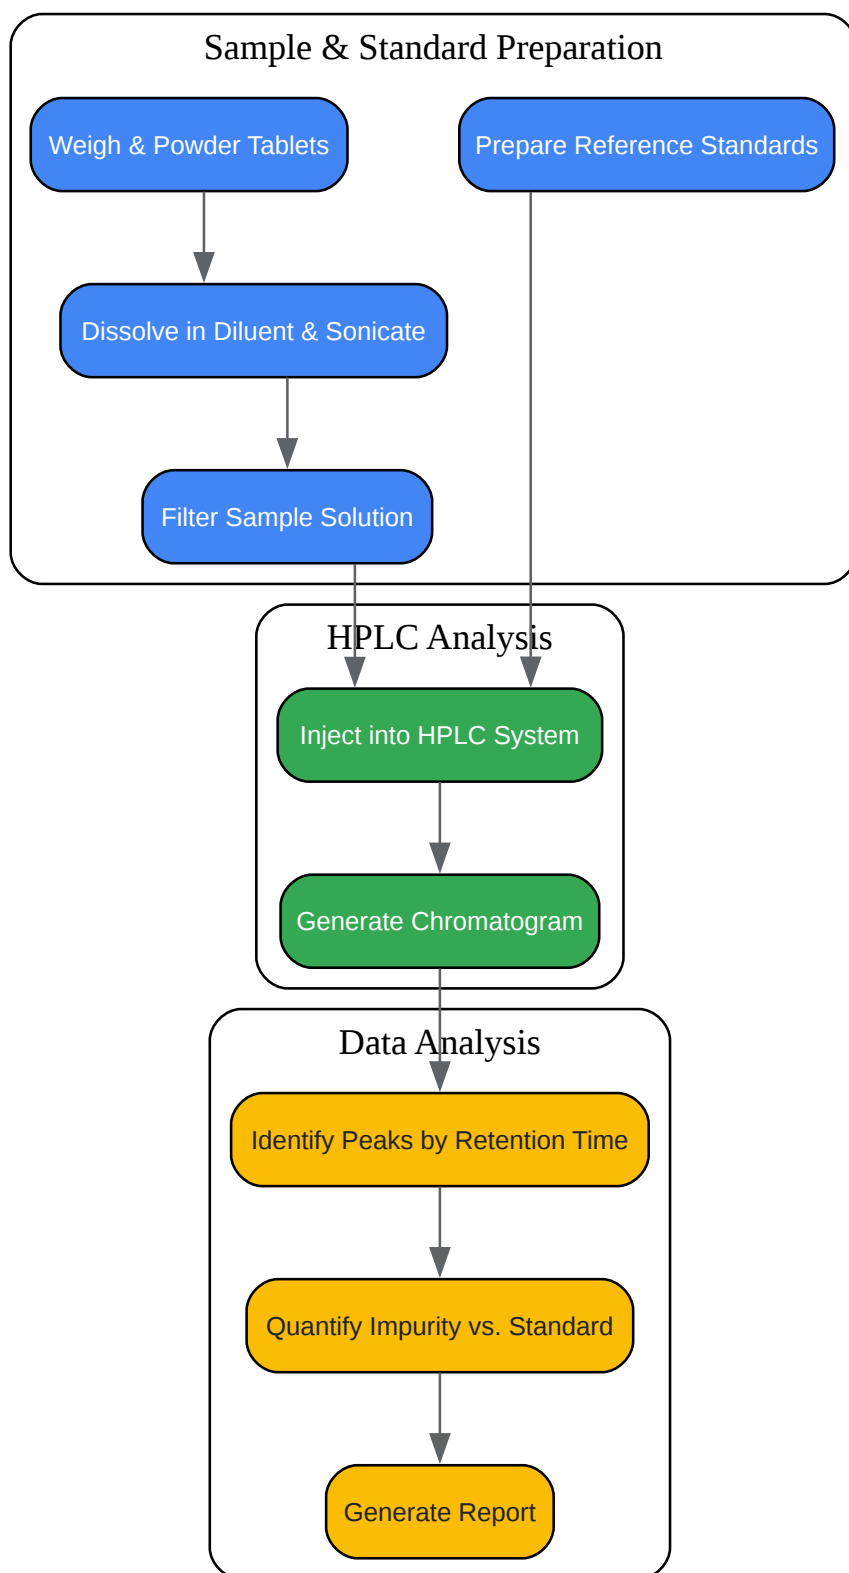 Sample & Standard Preparation
Weigh & Powder Tablets
Prepare Reference Standards
Dissolve in Diluent & Sonicate
Filter Sample Solution
HPLC Analysis
Inject into HPLC System
Generate Chromatogram
Data Analysis
Identify Peaks by Retention Time
Quantify Impurity vs. Standard
Generate Report